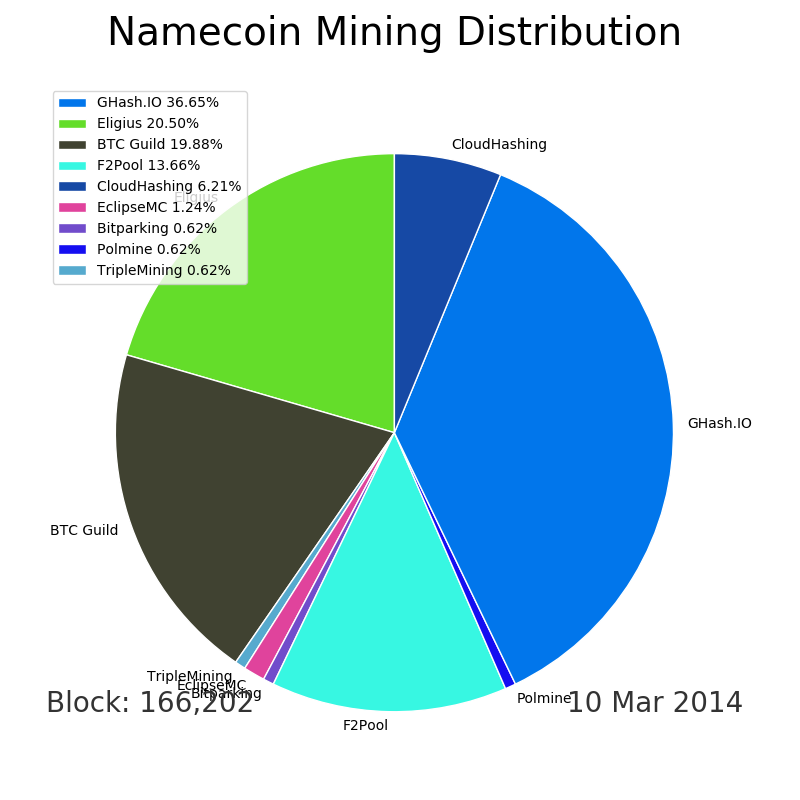 Namecoin Mining Distribution
GHash.IO 36.65%
Eligius 20.50%
BTC Guild 19.88%
F2Pool 13.66%
CloudHashing 6.21%
EclipseMC 1.24%
Bitparking 0.62%
Polmine 0.62%
TripleMining 0.62%
CloudHashing
Eligius
GHash.IO
BTC Guild
TripleMining
EclipseMC
Bitparking
Polmine
F2Pool
Block: 166,202
10 Mar 2014